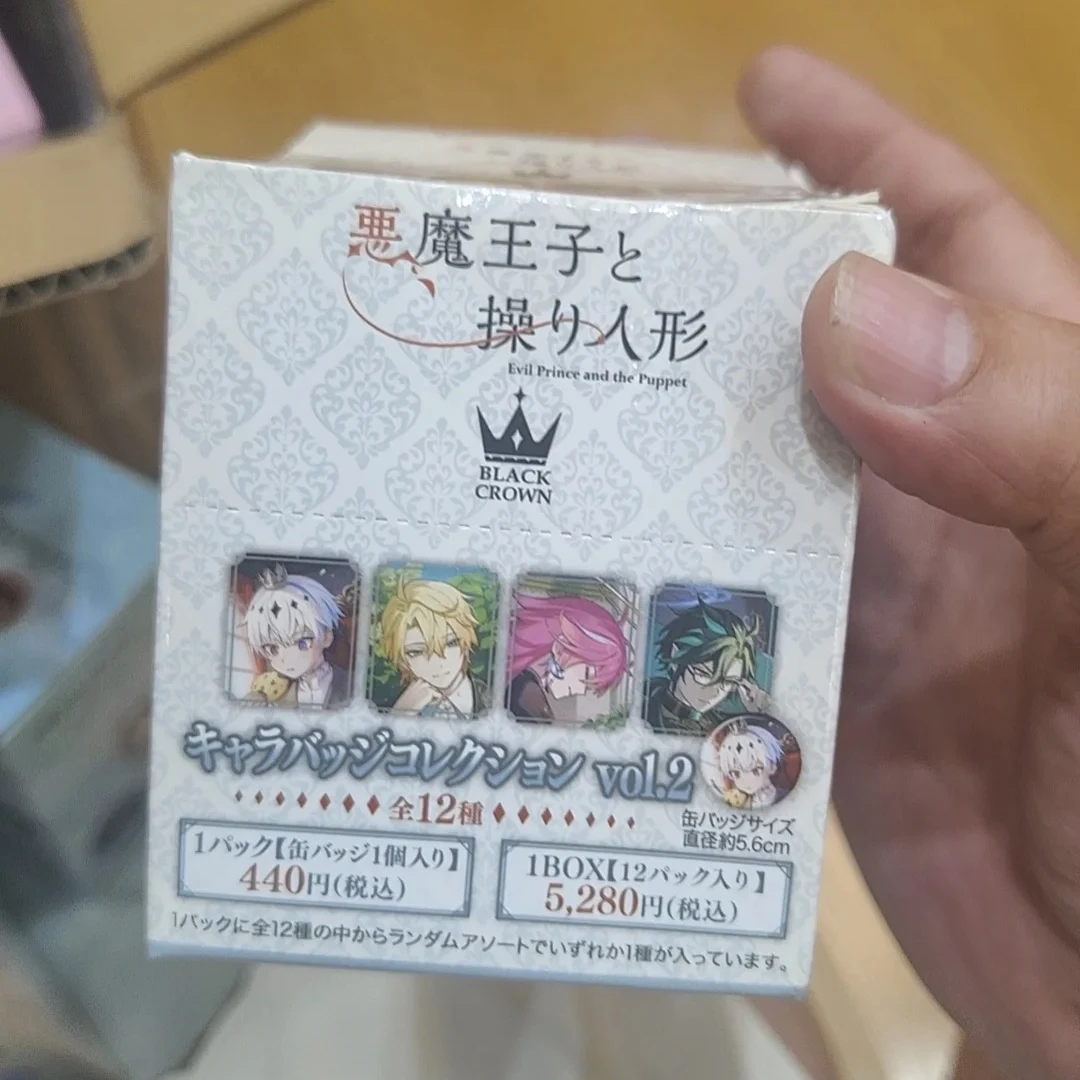 悪魔王子と
操り人形
Evil Prince and the Puppet
BLACK
CROWN
キャラバッジコレクション vol.2
全12種
缶バッジサイズ
直径約5.6cm
1パック【缶バッジ1個入り】
440円(税込)
1BOX【12パック入り】
5,280円(税込)
1パックに全12種の中からランダムアソートでいずれか1種が入っています。